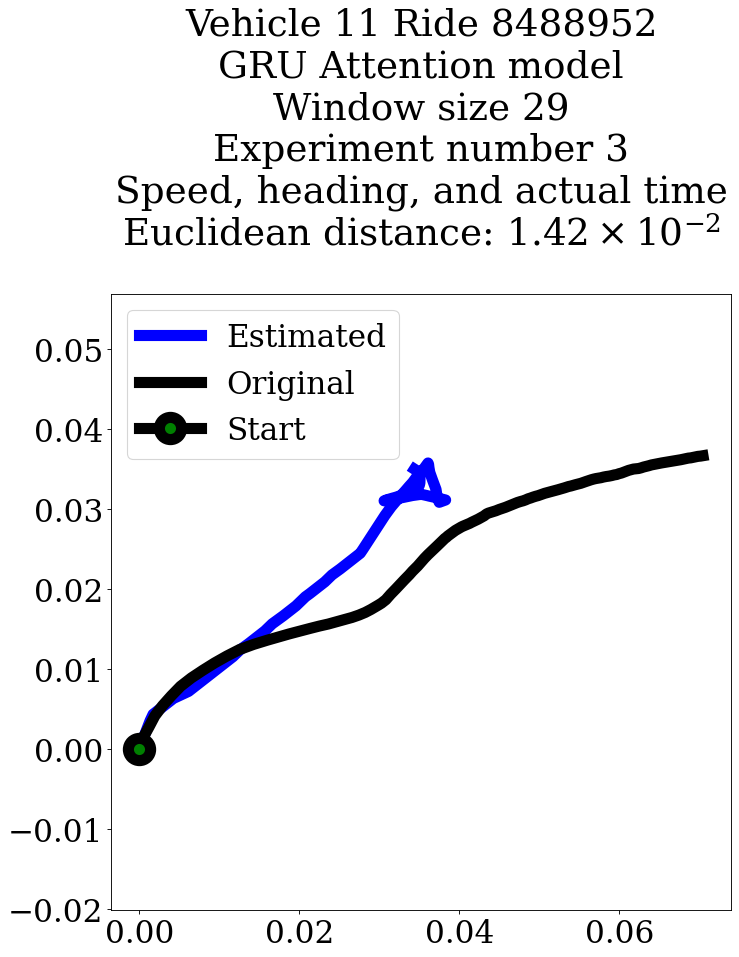 Vehicle 11 Ride 8488952
GRU Attention model
Window size 29
Experiment number 3
Speed, heading, and actual time
Euclidean distance: 1.42 × 10⁻²
Estimated
Original
Start
0.05
0.04
0.03
0.02
0.01
0.00
−0.01
−0.02
0.00 0.02 0.04 0.06